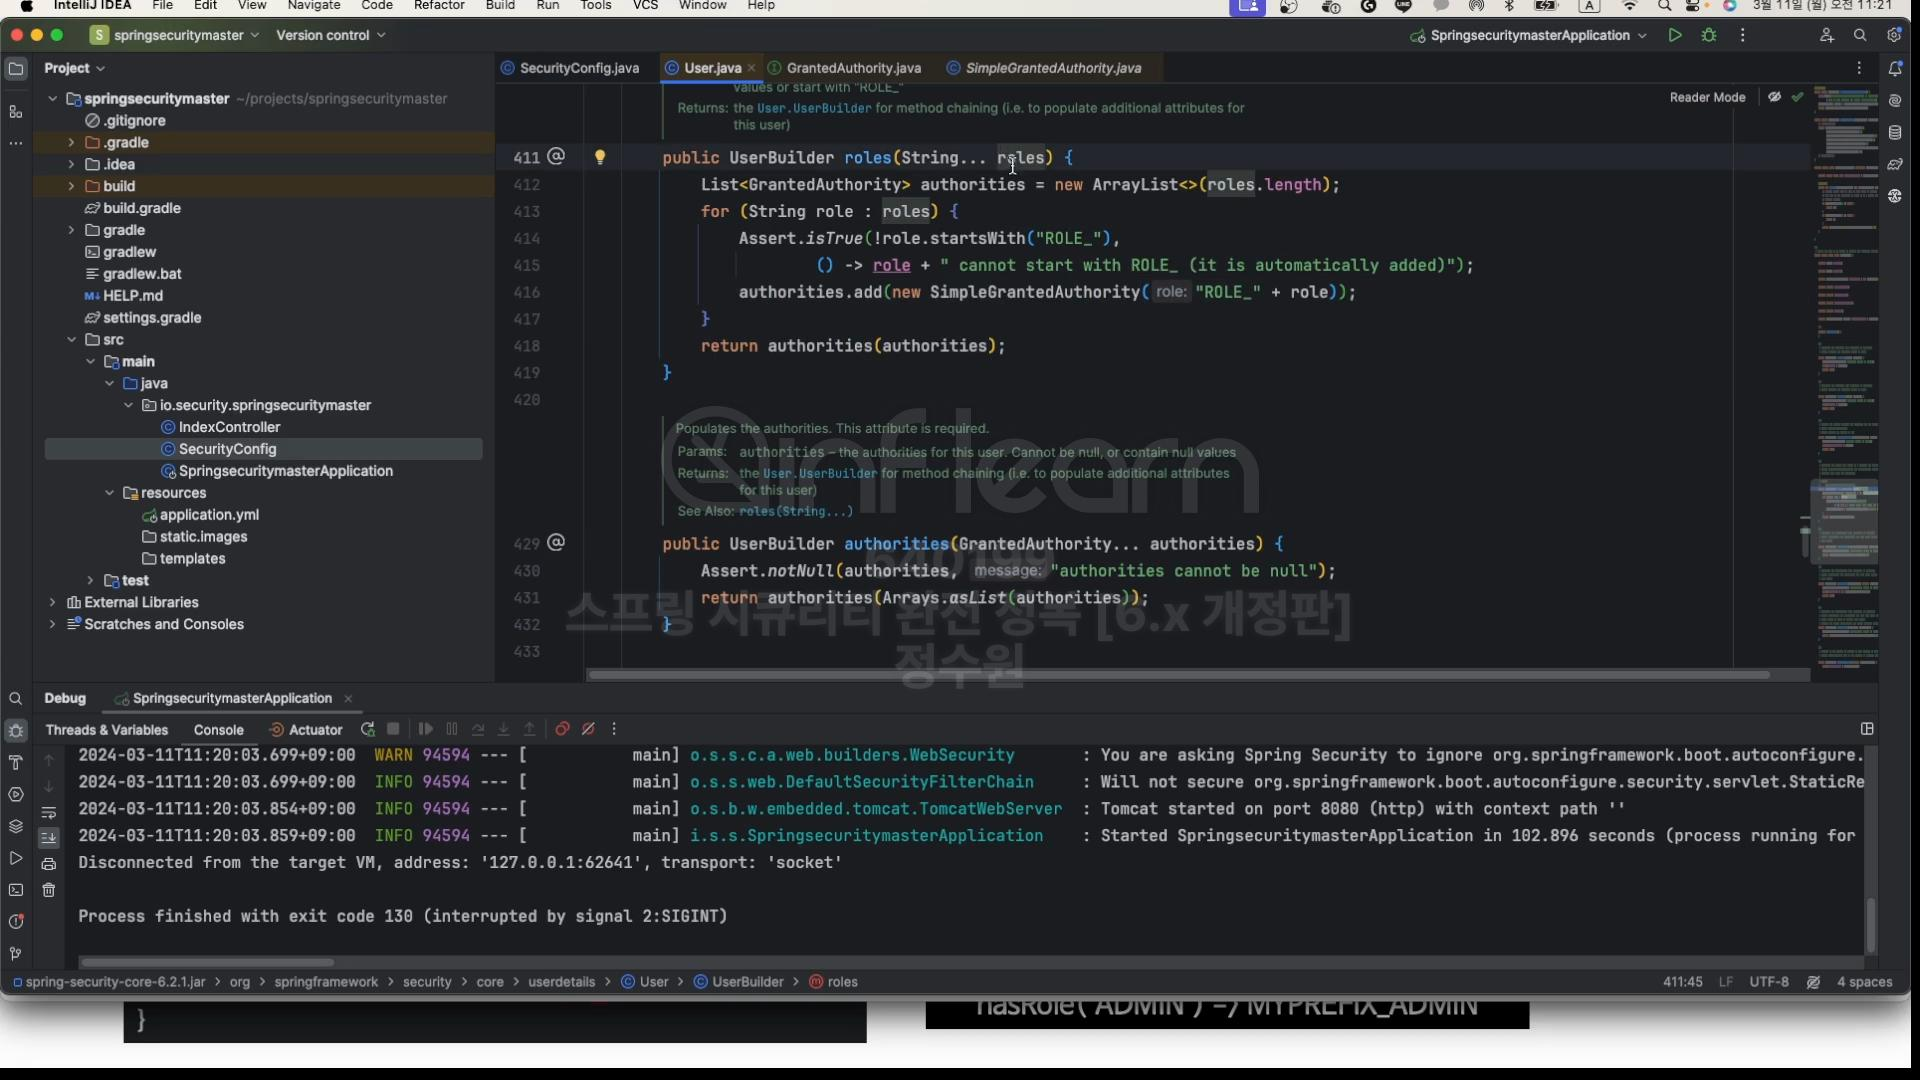 IntelliJ IDEA File Edit View Navigate Code Refactor Build Run Tools VCS Window Help 3월 11일 (월) 오전 11:21
S springsecuritymaster Version control SpringsecuritymasterApplication
Project
SecurityConfig.java User.java GrantedAuthority.java SimpleGrantedAuthority.java
springsecuritymaster ~/projects/springsecuritymaster
.gitignore
.gradle
.idea
build
build.gradle
gradle
gradlew
gradlew.bat
HELP.md
settings.gradle
src
main
java
io.security.springsecuritymaster
IndexController
SecurityConfig
SpringsecuritymasterApplication
resources
application.yml
static.images
templates
test
External Libraries
Scratches and Consoles
Reader Mode
values or start with "ROLE_"
Returns: the User.UserBuilder for method chaining (i.e. to populate additional attributes for
this user)
411 public UserBuilder roles(String... roles) {
412 List<GrantedAuthority> authorities = new ArrayList<>(roles.length);
413 for (String role : roles) {
414 Assert.isTrue(!role.startsWith("ROLE_"),
415 () -> role + " cannot start with ROLE_ (it is automatically added)");
416 authorities.add(new SimpleGrantedAuthority( role: "ROLE_" + role));
417 }
418 return authorities(authorities);
419 }
420
Populates the authorities. This attribute is required.
Params: authorities – the authorities for this user. Cannot be null, or contain null values
Returns: the User.UserBuilder for method chaining (i.e. to populate additional attributes
for this user)
See Also: roles(String...)
429 public UserBuilder authorities(GrantedAuthority... authorities) {
430 Assert.notNull(authorities, message: "authorities cannot be null");
431 return authorities(Arrays.asList(authorities));
432 }
433
inflearn
640199
스프링 시큐리티 완전 정복 [6.x 개정판]
정수원
Debug SpringsecuritymasterApplication
Threads & Variables Console Actuator
2024-03-11T11:20:03.699+09:00 WARN 94594 --- [ main] o.s.s.c.a.web.builders.WebSecurity : You are asking Spring Security to ignore org.springframework.boot.autoconfigure.
2024-03-11T11:20:03.699+09:00 INFO 94594 --- [ main] o.s.s.web.DefaultSecurityFilterChain : Will not secure org.springframework.boot.autoconfigure.security.servlet.StaticRe
2024-03-11T11:20:03.854+09:00 INFO 94594 --- [ main] o.s.b.w.embedded.tomcat.TomcatWebServer : Tomcat started on port 8080 (http) with context path ''
2024-03-11T11:20:03.859+09:00 INFO 94594 --- [ main] i.s.s.SpringsecuritymasterApplication : Started SpringsecuritymasterApplication in 102.896 seconds (process running for
Disconnected from the target VM, address: '127.0.0.1:62641', transport: 'socket'
Process finished with exit code 130 (interrupted by signal 2:SIGINT)
spring-security-core-6.2.1.jar > org > springframework > security > core > userdetails > User > UserBuilder > roles 411:45 LF UTF-8 4 spaces
}
hasRole('ADMIN') => MYPREFIX_ADMIN